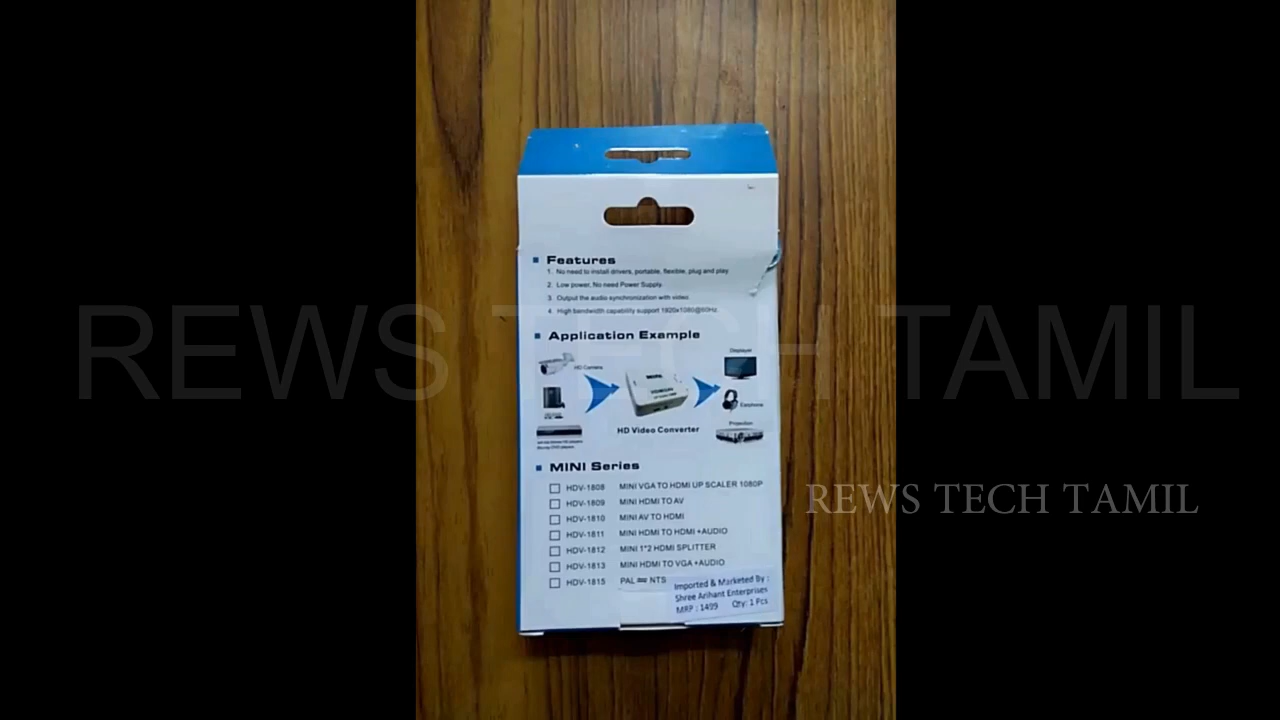 Features
1. No need to install drivers, portable, flexible, plug and play.
2. Low power, No need Power Supply.
3. Output the audio synchronization with video
4. High bandwidth capability support 1920x1080@60Hz.
REWS TECH TAMIL
Application Example
HD Camera
Displayer
Earphone
Projection
HD Video Converter
MINI Series
HDV-1808 MINI VGA TO HDMI UP SCALER 1080P
HDV-1809 MINI HDMI TO AV
HDV-1810 MINI AV TO HDMI
HDV-1811 MINI HDMI TO HDMI +AUDIO
HDV-1812 MINI 1*2 HDMI SPLITTER
HDV-1813 MINI HDMI TO VGA +AUDIO
HDV-1815 PAL ⇌ NTS
Imported & Marketed By :
Shree Arihant Enterprises
MRP : 1499 Qty: 1 Pcs
REWS TECH TAMIL